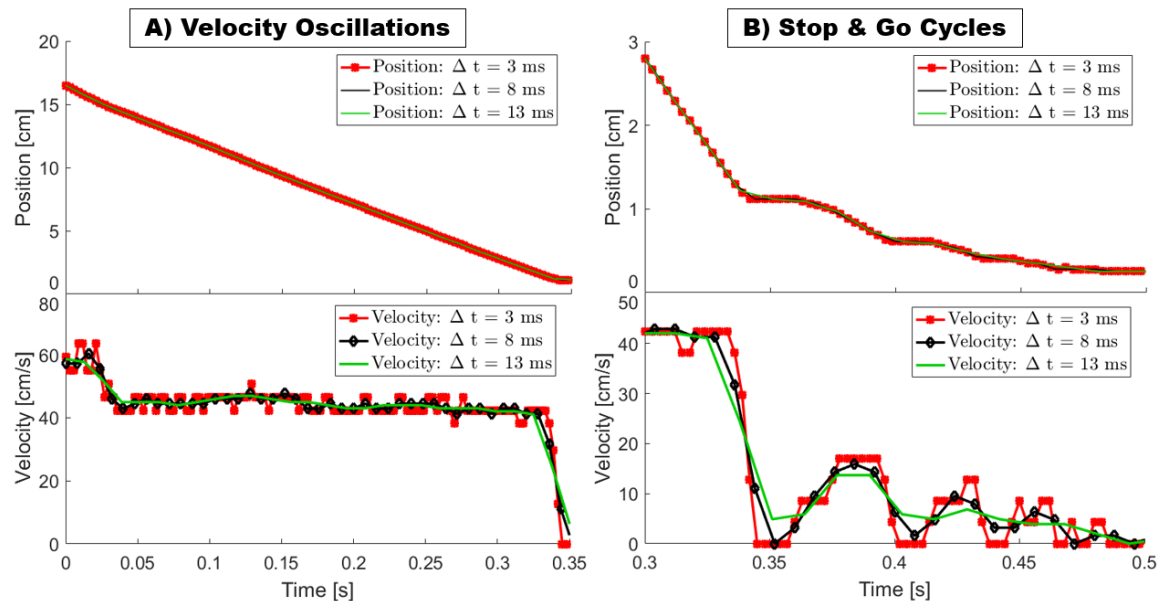 A) Velocity Oscillations
20
15
10
5
0
Position [cm]
Position: Δ t = 3 ms
Position: Δ t = 8 ms
Position: Δ t = 13 ms
80
60
40
20
0
Velocity [cm/s]
Velocity: Δ t = 3 ms
Velocity: Δ t = 8 ms
Velocity: Δ t = 13 ms
0 0.05 0.1 0.15 0.2 0.25 0.3 0.35
Time [s]
B) Stop & Go Cycles
3
2
1
0
Position [cm]
Position: Δ t = 3 ms
Position: Δ t = 8 ms
Position: Δ t = 13 ms
50
40
30
20
10
0
Velocity [cm/s]
Velocity: Δ t = 3 ms
Velocity: Δ t = 8 ms
Velocity: Δ t = 13 ms
0.3 0.35 0.4 0.45 0.5
Time [s]